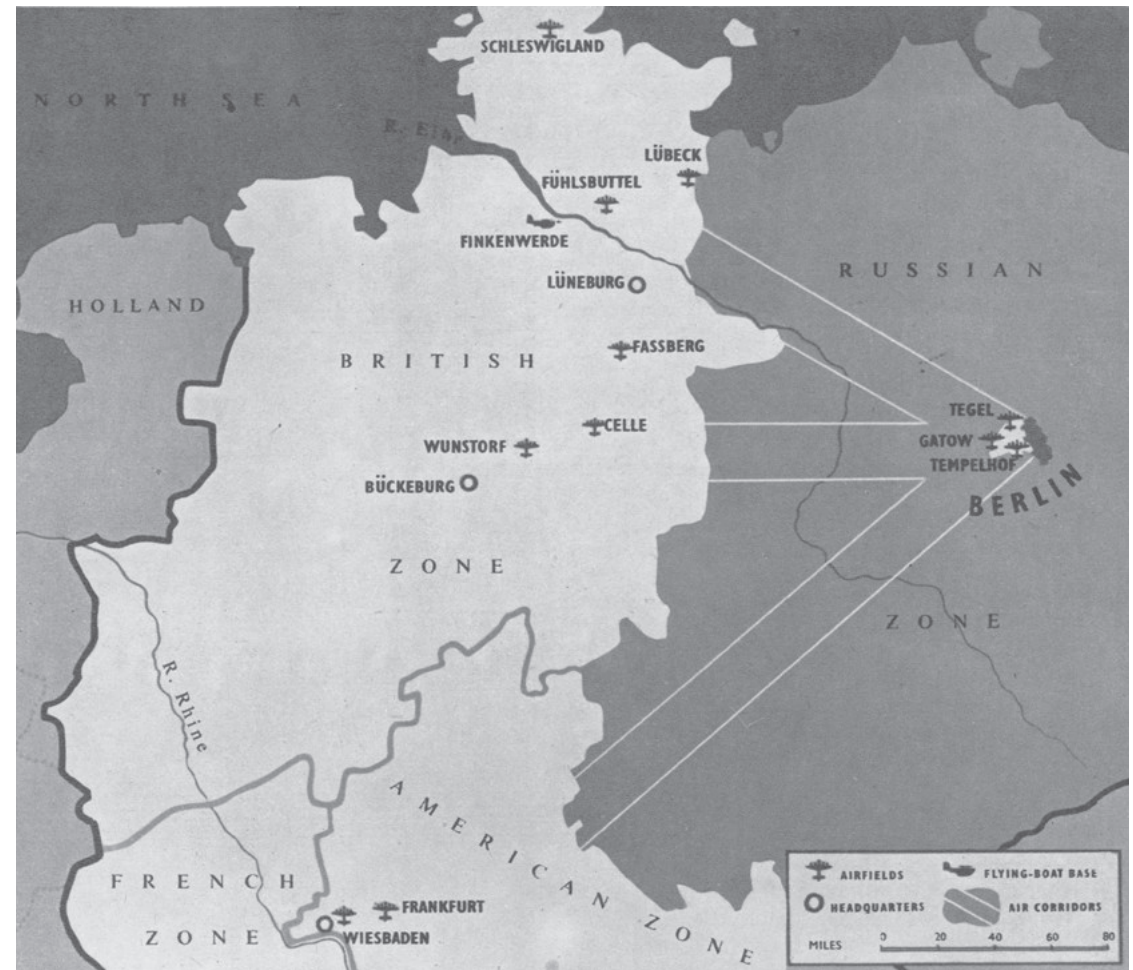 SCHLESWIGLAND
NORTH SEA
R. Elbe
LÜBECK
FÜHLSBUTTEL
FINKENWERDE
RUSSIAN
LÜNEBURG
HOLLAND
FASSBERG
BRITISH
TEGEL
CELLE
GATOW
WUNSTORF
TEMPELHOF
BÜCKEBURG
BERLIN
ZONE
ZONE
R. Rhine
AMERICAN ZONE
FRENCH
ZONE
FRANKFURT
WIESBADEN
AIRFIELDS
FLYING-BOAT BASE
HEADQUARTERS
AIR CORRIDORS
MILES
0 20 40 60 80